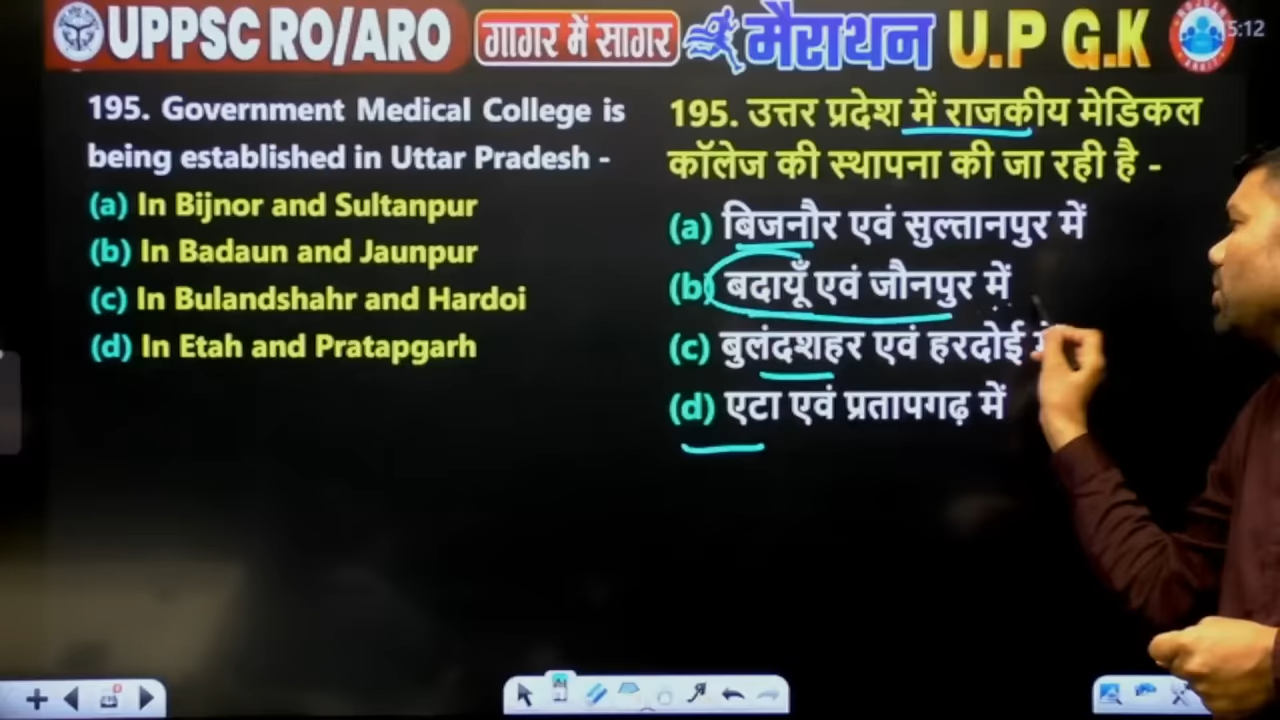 UPPSC RO/ARO गागर में सागर मैराथन U.P G.K 5:12
195. Government Medical College is
being established in Uttar Pradesh -
(a) In Bijnor and Sultanpur
(b) In Badaun and Jaunpur
(c) In Bulandshahr and Hardoi
(d) In Etah and Pratapgarh
195. उत्तर प्रदेश में राजकीय मेडिकल
कॉलेज की स्थापना की जा रही है -
(a) बिजनौर एवं सुल्तानपुर में
(b) बदायूँ एवं जौनपुर में
(c) बुलंदशहर एवं हरदोई
(d) एटा एवं प्रतापगढ़ में